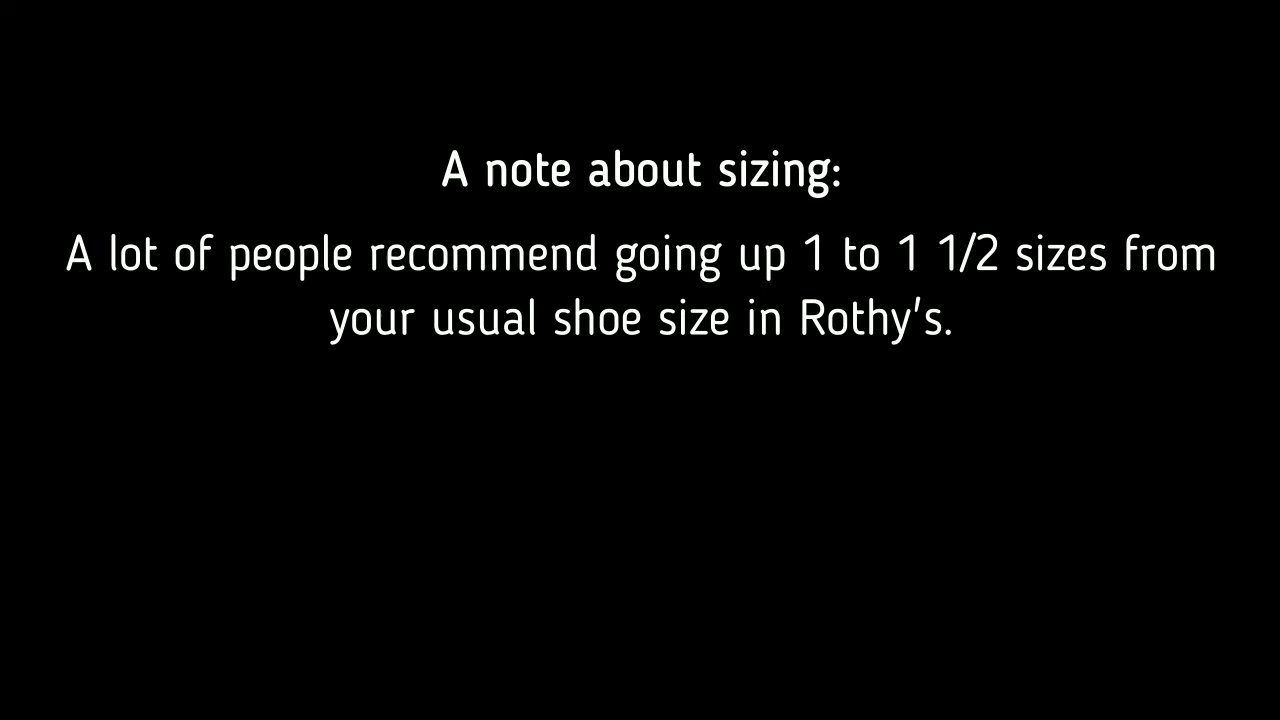 A note about sizing:
A lot of people recommend going up 1 to 1 1/2 sizes from
your usual shoe size in Rothy's.